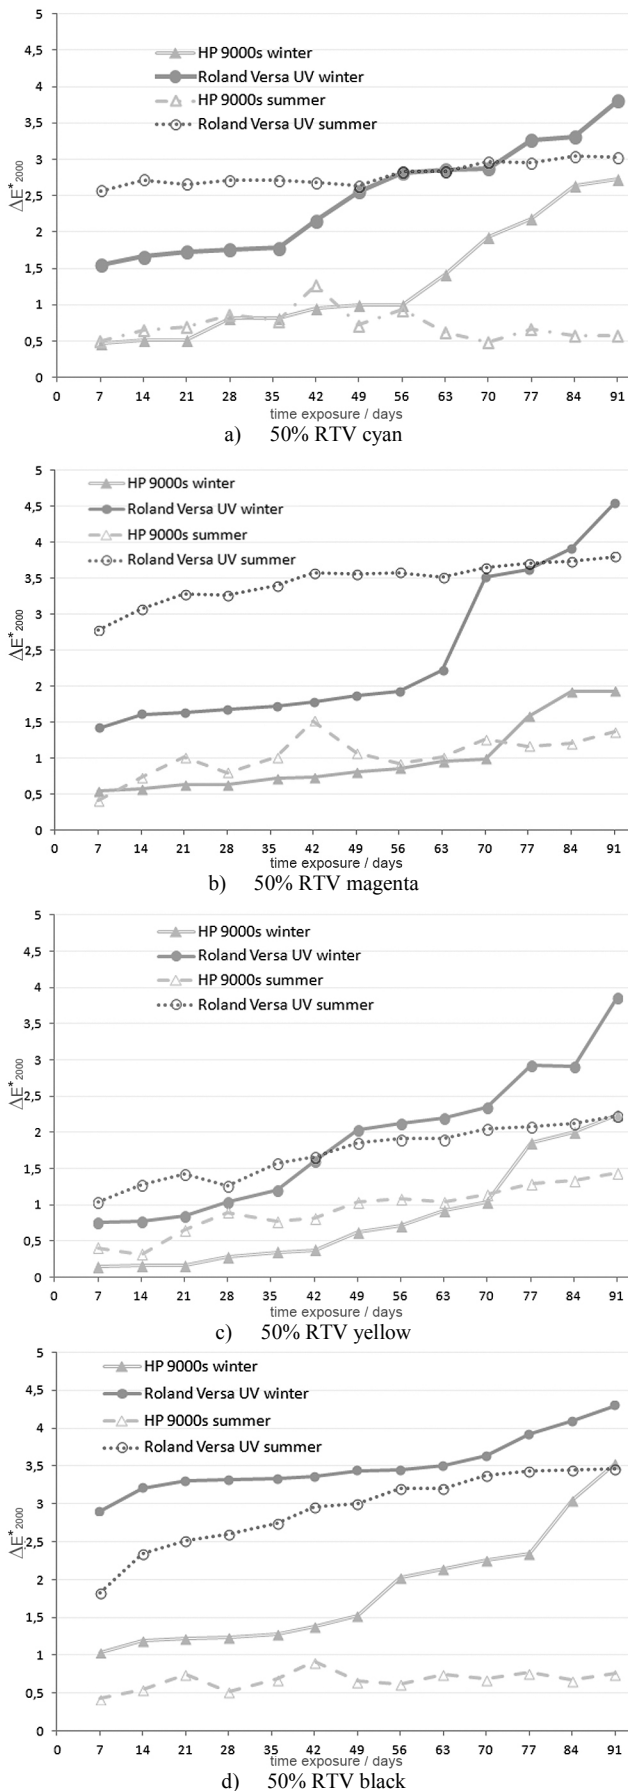 5
4,5
4
3,5
3
2,5
2
1,5
1
0,5
0
ΔE*2000
HP 9000s winter
Roland Versa UV winter
HP 9000s summer
Roland Versa UV summer
0 7 14 21 28 35 42 49 56 63 70 77 84 91
time exposure / days
a) 50% RTV cyan
5
4,5
4
3,5
3
2,5
2
1,5
1
0,5
0
ΔE*2000
HP 9000s winter
Roland Versa UV winter
HP 9000s summer
Roland Versa UV summer
0 7 14 21 28 35 42 49 56 63 70 77 84 91
time exposure / days
b) 50% RTV magenta
5
4,5
4
3,5
3
2,5
2
1,5
1
0,5
0
ΔE*2000
HP 9000s winter
Roland Versa UV winter
HP 9000s summer
Roland Versa UV summer
0 7 14 21 28 35 42 49 56 63 70 77 84 91
time exposure / days
c) 50% RTV yellow
5
4,5
4
3,5
3
2,5
2
1,5
1
0,5
0
ΔE*2000
HP 9000s winter
Roland Versa UV winter
HP 9000s summer
Roland Versa UV summer
0 7 14 21 28 35 42 49 56 63 70 77 84 91
time exposure / days
d) 50% RTV black